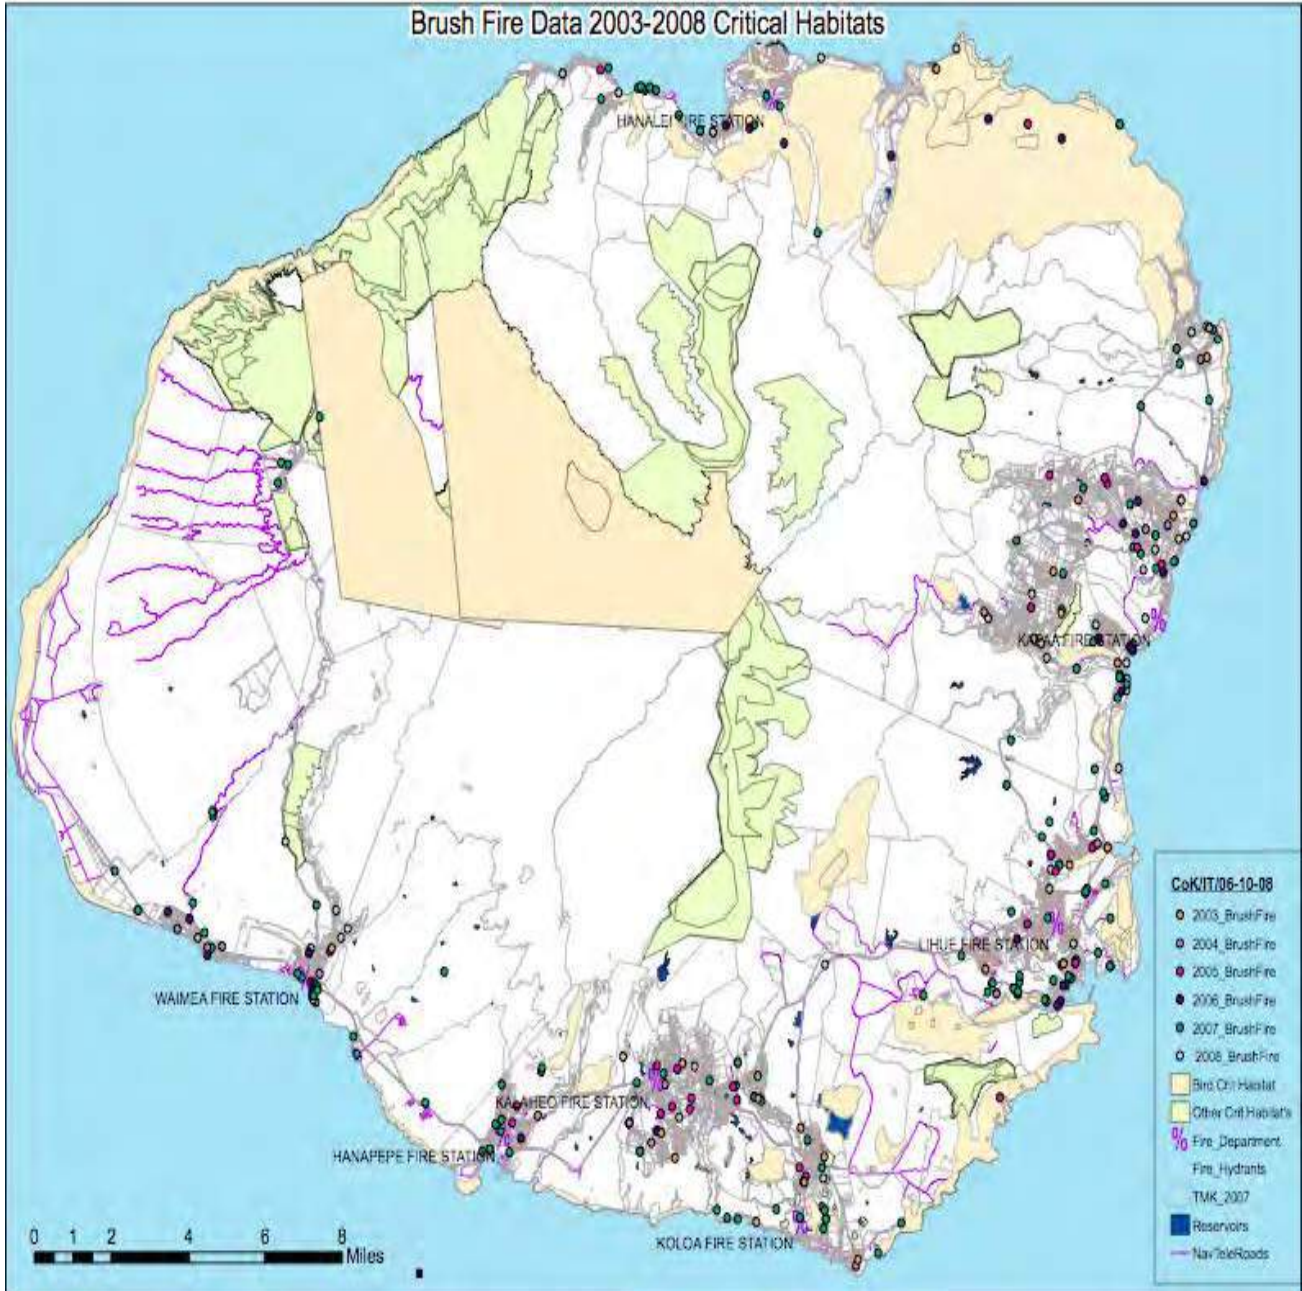 Brush Fire Data 2003-2008 Critical Habitats
HANALEI FIRE STATION
KAPAA FIRE STATION
LIHUE FIRE STATION
WAIMEA FIRE STATION
KALAHEO FIRE STATION
HANAPEPE FIRE STATION
KOLOA FIRE STATION
0 1 2 4 6 8
Miles
CoK/IT/06-10-08
2003_BrushFire
2004_BrushFire
2005_BrushFire
2006_BrushFire
2007_BrushFire
2008_BrushFire
Bird Crit Habitat
Other Crit Habitat's
% Fire_Department
Fire_Hydrants
TMK_2007
Reservoirs
NavTeleRoads